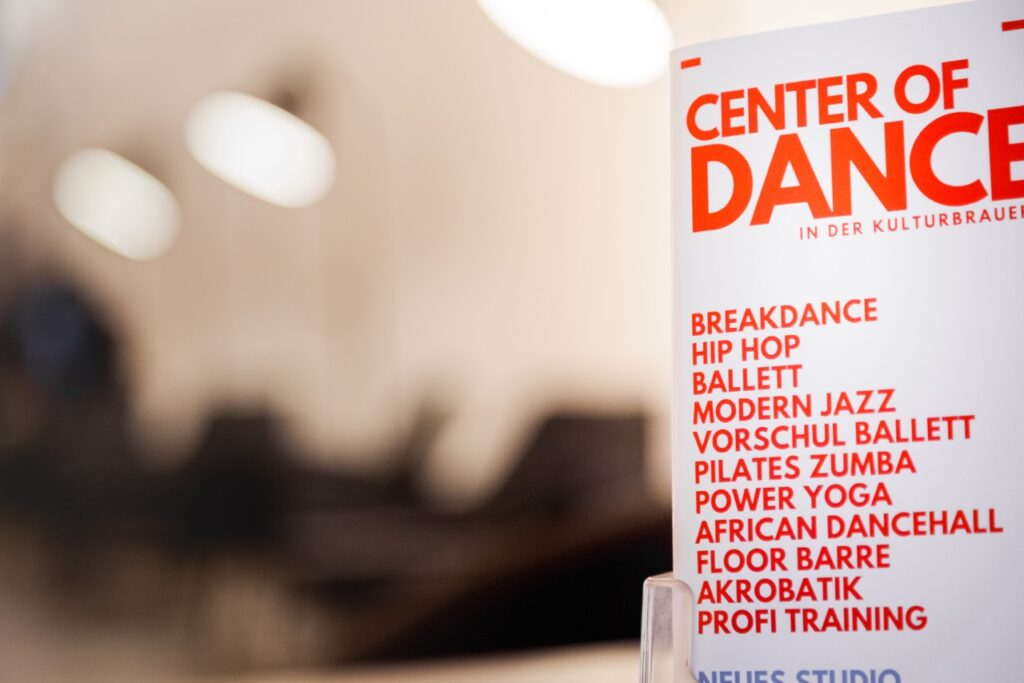 CENTER OF
DANCE
IN DER KULTURBRAUER
BREAKDANCE
HIP HOP
BALLETT
MODERN JAZZ
VORSCHUL BALLETT
PILATES ZUMBA
POWER YOGA
AFRICAN DANCEHALL
FLOOR BARRE
AKROBATIK
PROFI TRAINING
NEUES STUDIO